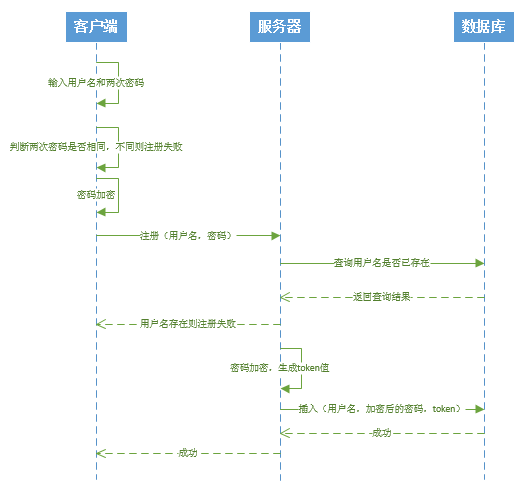 客户端
服务器
数据库
输入用户名和两次密码
判断两次密码是否相同，不同则注册失败
密码加密
注册（用户名，密码）
查询用户名是否已存在
返回查询结果
用户名存在则注册失败
密码加密，生成token值
插入（用户名，加密后的密码，token）
成功
成功